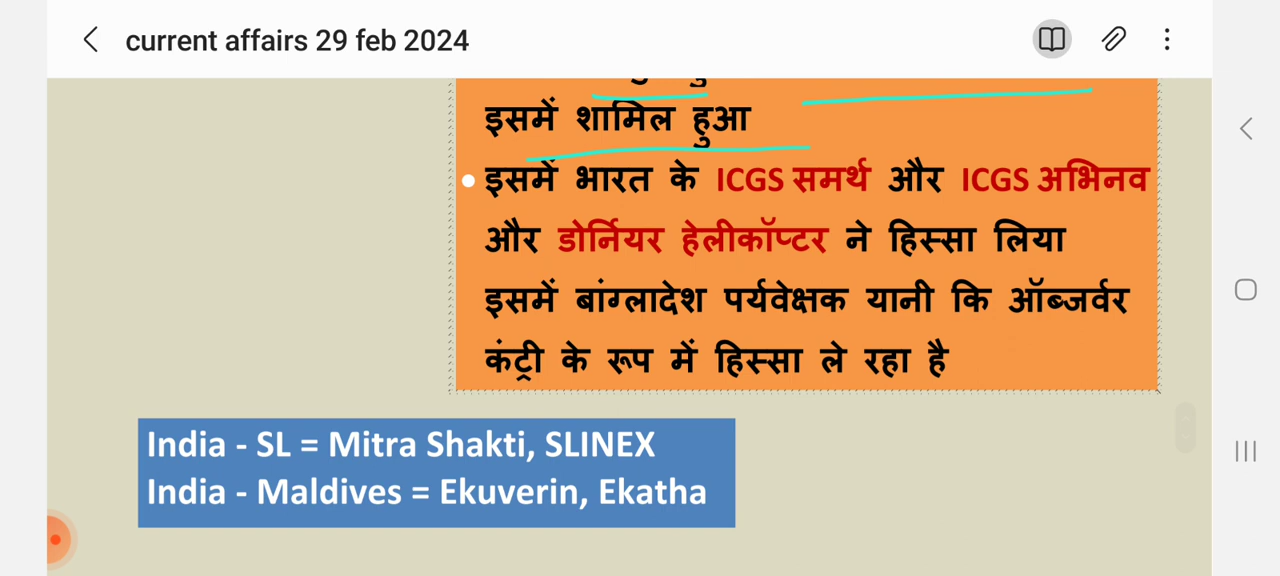 current affairs 29 feb 2024
इसमें शामिल हुआ
इसमें भारत के ICGS समर्थ और ICGS अभिनव
और डोर्नियर हेलीकॉप्टर ने हिस्सा लिया
इसमें बांग्लादेश पर्यवेक्षक यानी कि ऑब्जर्वर
कंट्री के रूप में हिस्सा ले रहा है
India - SL = Mitra Shakti, SLINEX
India - Maldives = Ekuverin, Ekatha